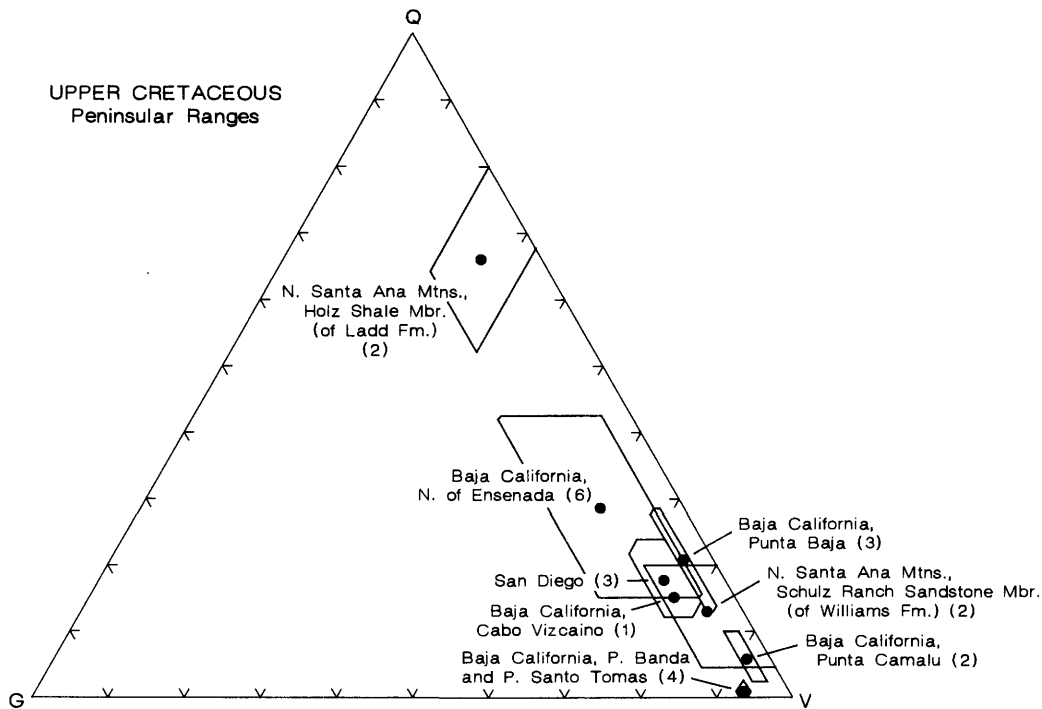 Q
UPPER CRETACEOUS
Peninsular Ranges
N. Santa Ana Mtns.,
Holz Shale Mbr.
(of Ladd Fm.)
(2)
Baja California,
N. of Ensenada (6)
Baja California,
Punta Baja (3)
San Diego (3)
N. Santa Ana Mtns.,
Schulz Ranch Sandstone Mbr.
(of Williams Fm.) (2)
Baja California,
Cabo Vizcaino (1)
Baja California,
Punta Camalu (2)
Baja California, P. Banda
and P. Santo Tomas (4)
G
V